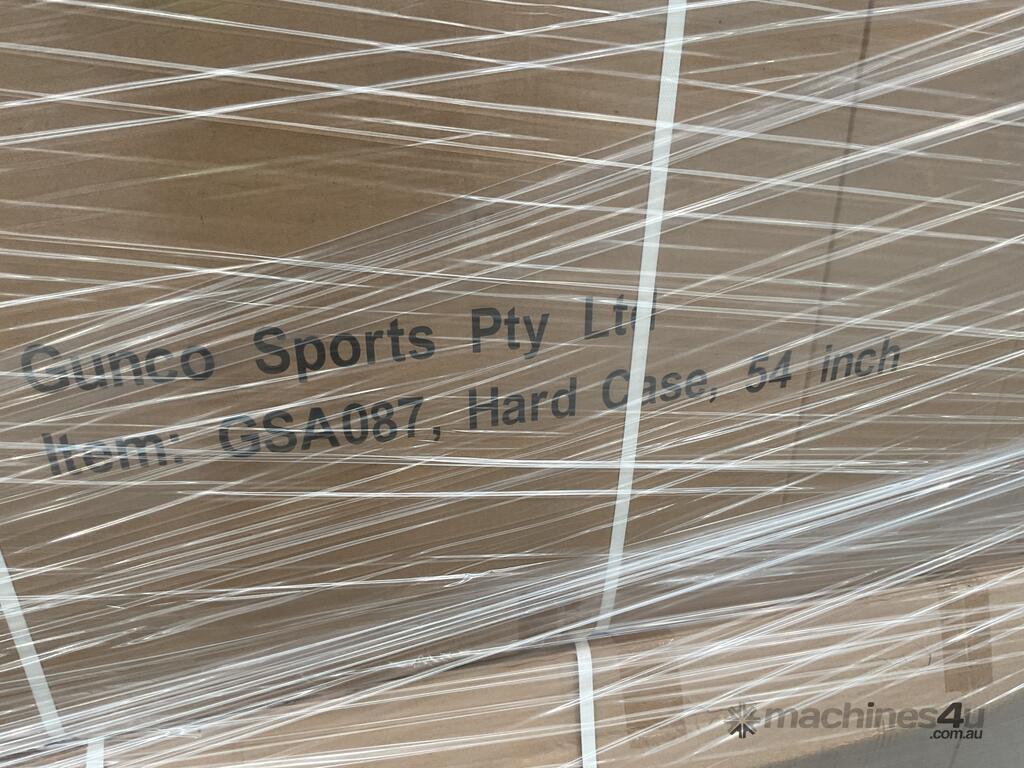 Gunco Sports Pty Ltd
Item: GSA087, Hard Case, 54 inch
machines4u
.com.au